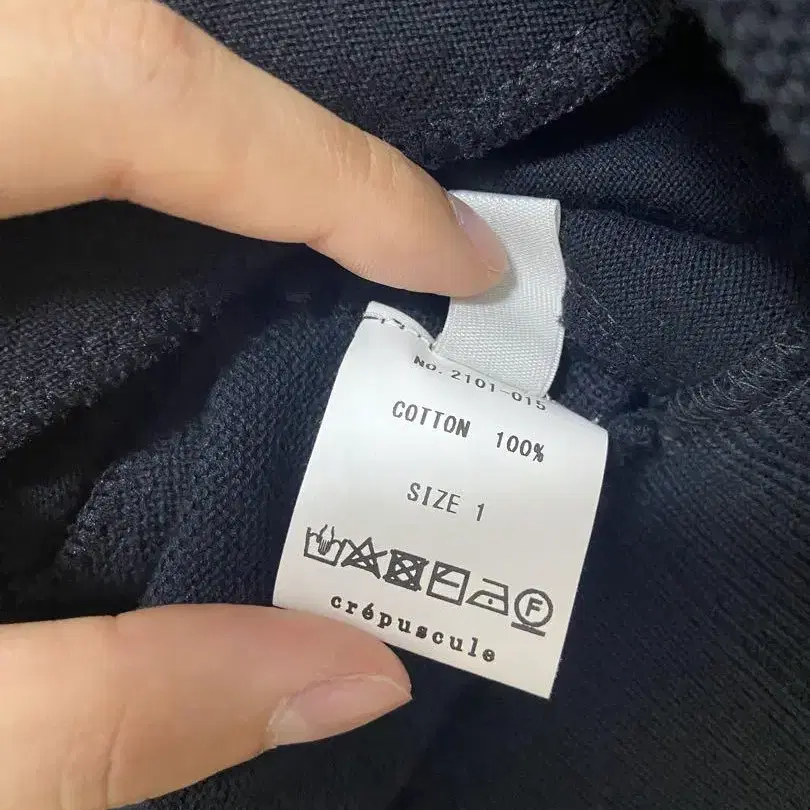 No. 2101-015
COTTON 100%
SIZE 1
F
crépuscule